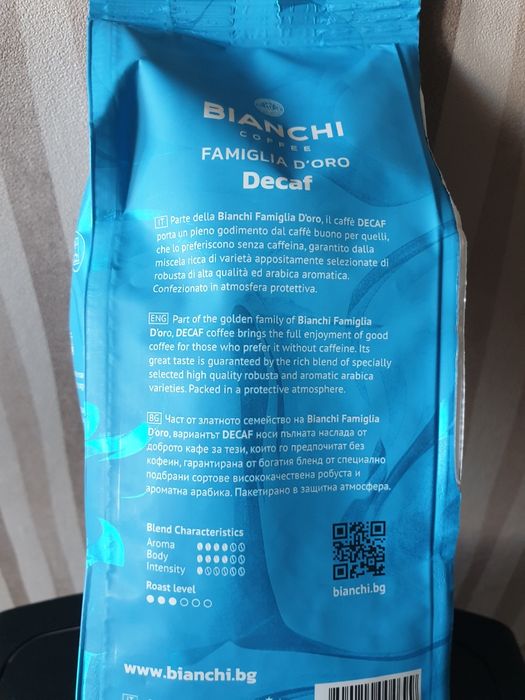 BIANCHI
COFFEE
FAMIGLIA D'ORO
Decaf
IT Parte della Bianchi Famiglia D'oro, il caffè DECAF
porta un pieno godimento dal caffè buono per quelli,
che lo preferiscono senza caffeina, garantito dalla
miscela ricca di varietà appositamente selezionate di
robusta di alta qualità ed arabica aromatica.
Confezionato in atmosfera protettiva.
ENG Part of the golden family of Bianchi Famiglia
D'oro, DECAF coffee brings the full enjoyment of good
coffee for those who prefer it without caffeine. Its
great taste is guaranteed by the rich blend of specially
selected high quality robusta and aromatic arabica
varieties. Packed in a protective atmosphere.
BG Част от златното семейство на Bianchi Famiglia
D'oro, вариантът DECAF носи пълната наслада от
доброто кафе за тези, които го предпочитат без
кофеин, гарантирана от богатия бленд от специално
подбрани сортове висококачествена робуста и
ароматна арабика. Пакетирано в защитна атмосфера.
Blend Characteristics
Aroma
Body
Intensity
Roast level
bianchi.bg
www.bianchi.bg